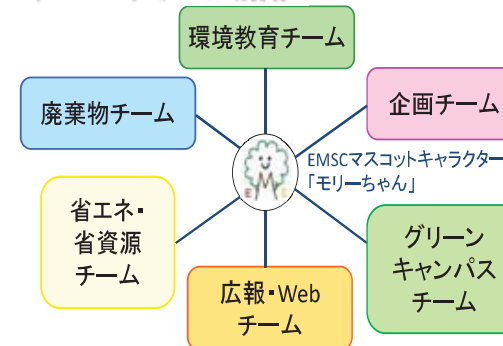 環境教育チーム
廃棄物チーム
企画チーム
EMSCマスコットキャラクター
「モリーちゃん」
省エネ・
省資源
チーム
グリーン
キャンパス
チーム
広報・Web
チーム